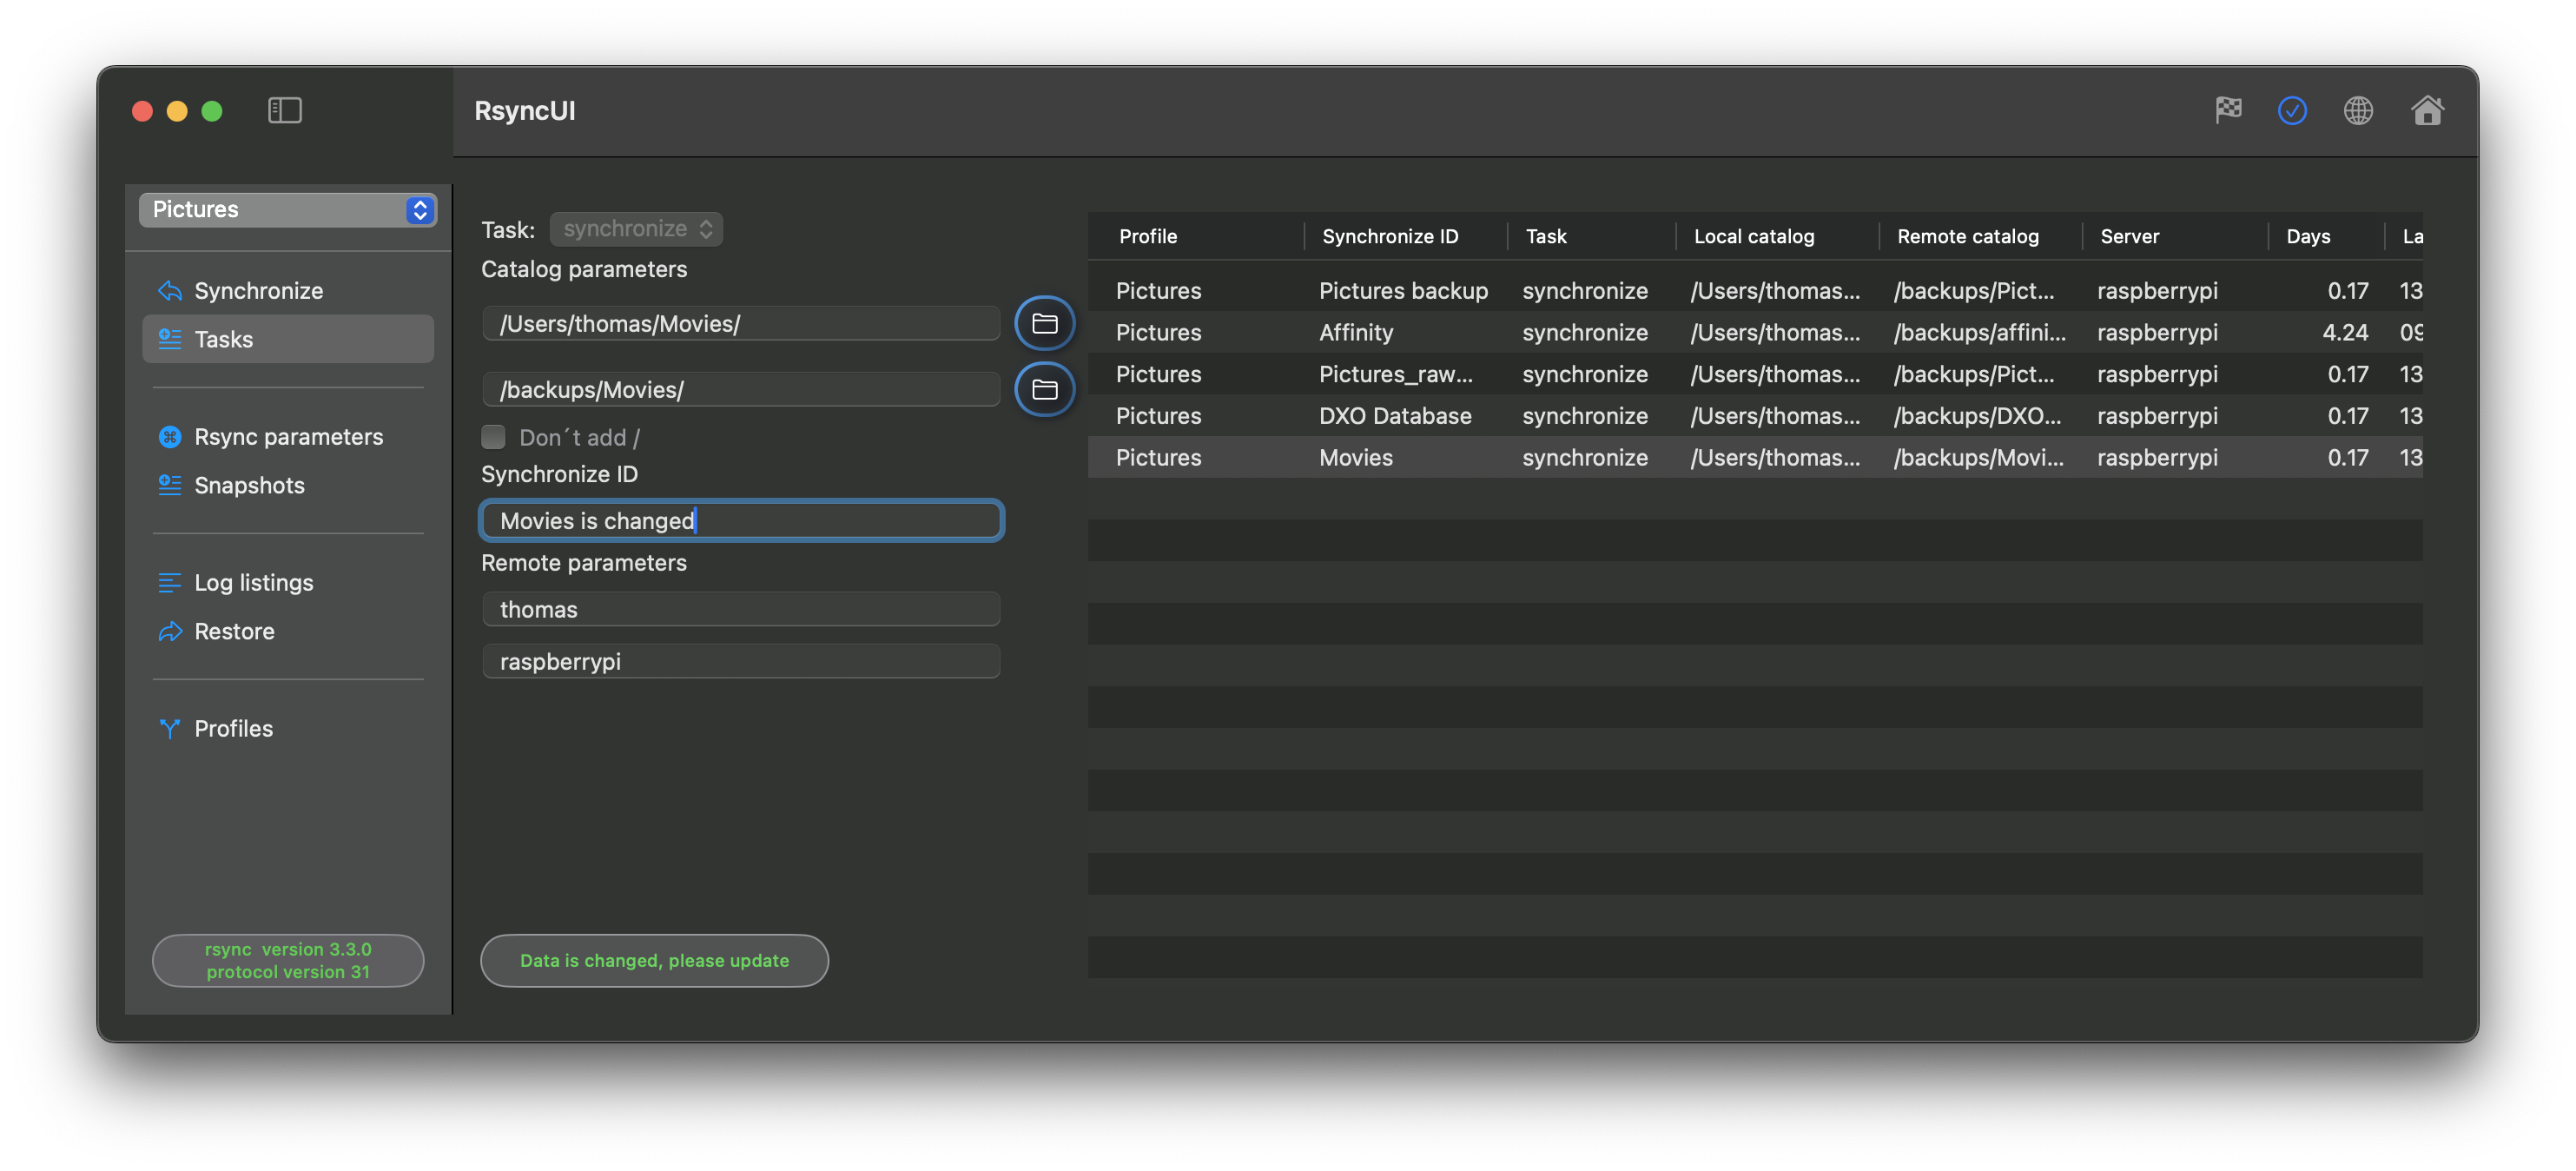 RsyncUI
Pictures
Synchronize
Tasks
Rsync parameters
Snapshots
Log listings
Restore
Profiles
rsync version 3.3.0
protocol version 31
Task: synchronize
Catalog parameters
/Users/thomas/Movies/
/backups/Movies/
Don´t add /
Synchronize ID
Movies is changed
Remote parameters
thomas
raspberrypi
Data is changed, please update
Profile Synchronize ID Task Local catalog Remote catalog Server Days La
Pictures Pictures backup synchronize /Users/thomas... /backups/Pict... raspberrypi 0.17 13
Pictures Affinity synchronize /Users/thomas... /backups/affini... raspberrypi 4.24 09
Pictures Pictures_raw... synchronize /Users/thomas... /backups/Pict... raspberrypi 0.17 13
Pictures DXO Database synchronize /Users/thomas... /backups/DXO... raspberrypi 0.17 13
Pictures Movies synchronize /Users/thomas... /backups/Movi... raspberrypi 0.17 13